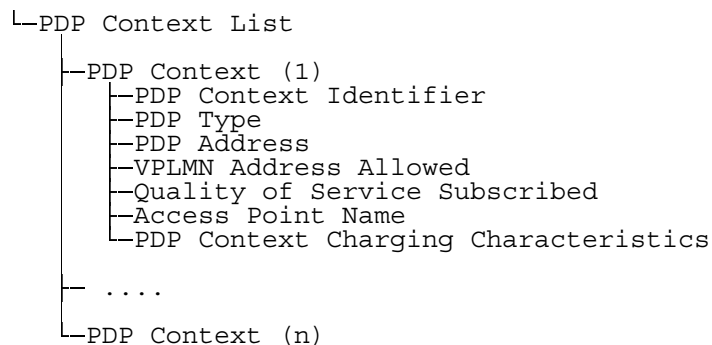 PDP Context List
PDP Context (1)
PDP Context Identifier
PDP Type
PDP Address
VPLMN Address Allowed
Quality of Service Subscribed
Access Point Name
PDP Context Charging Characteristics
....
PDP Context (n)